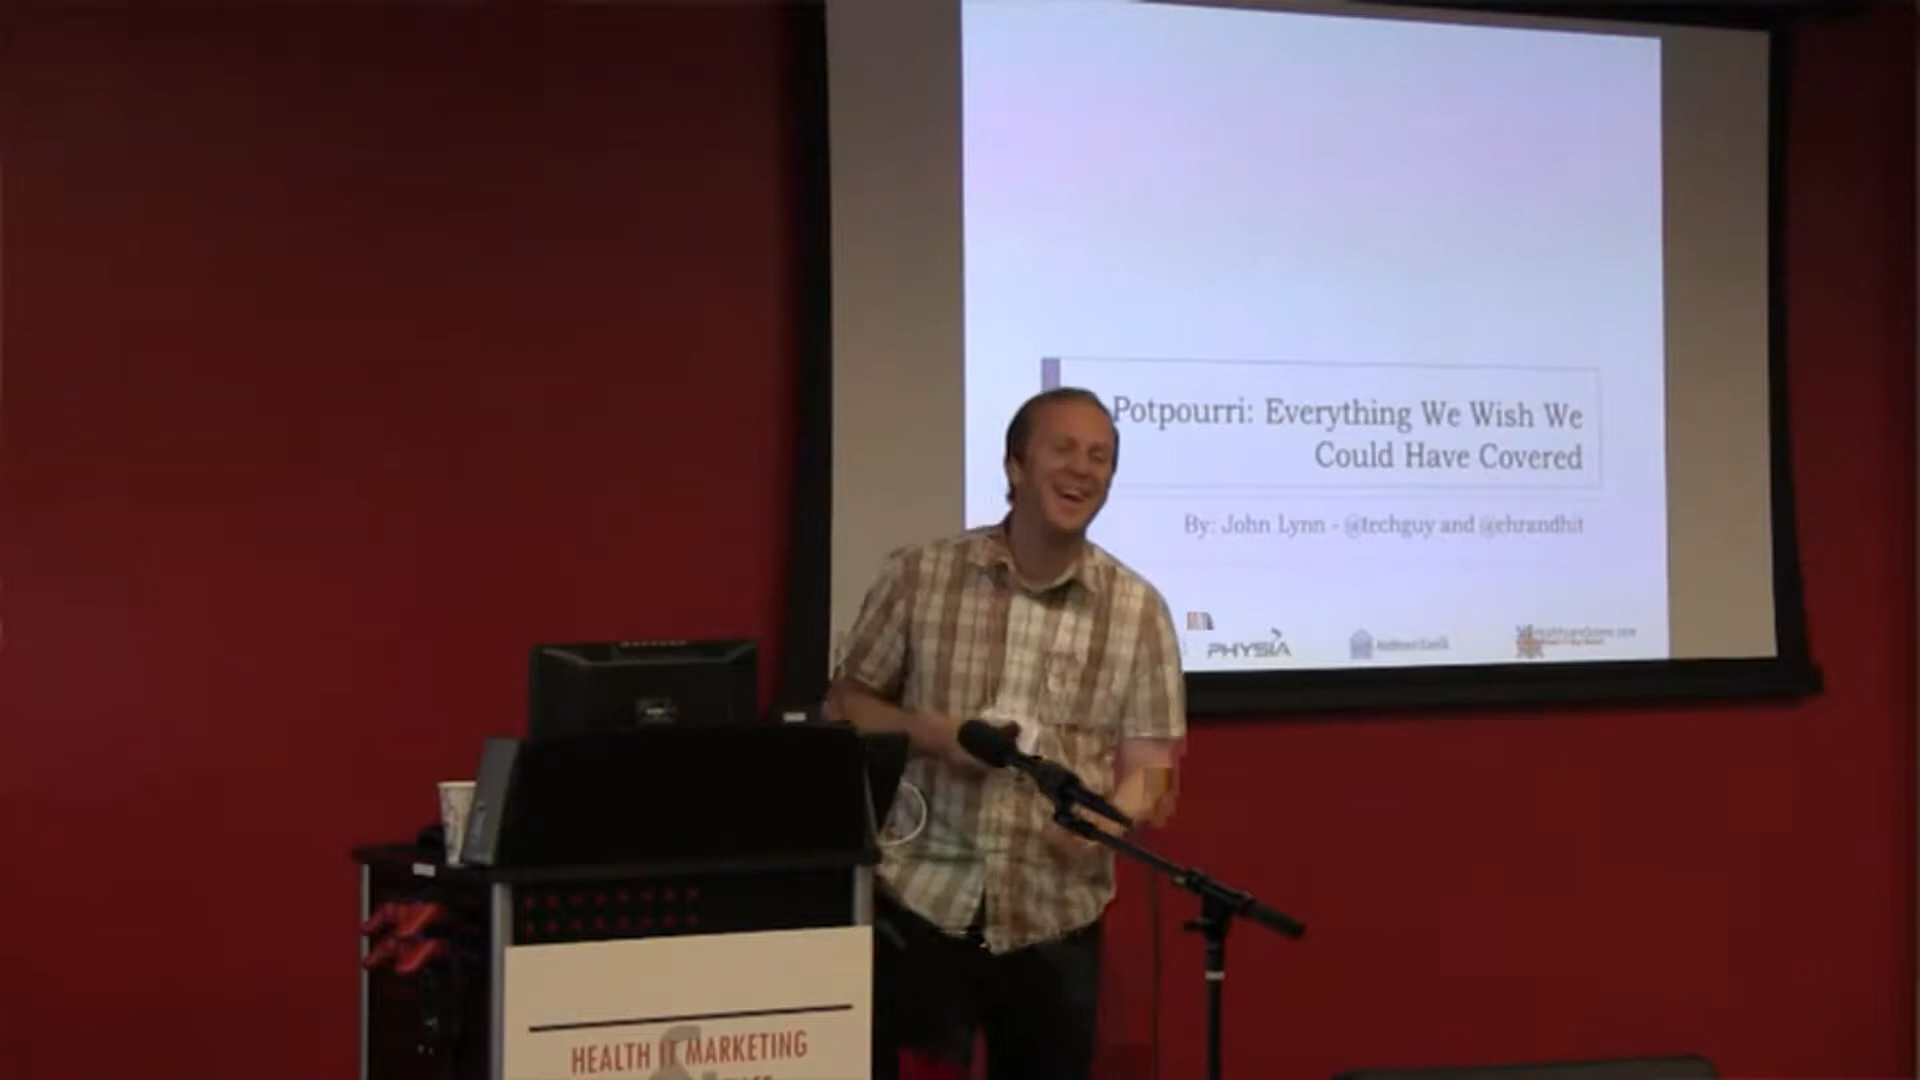 Potpourri: Everything We Wish We
Could Have Covered
By: John Lynn - @techguy and @ehrandhit
PHYSIA
HEALTH IT MARKETING